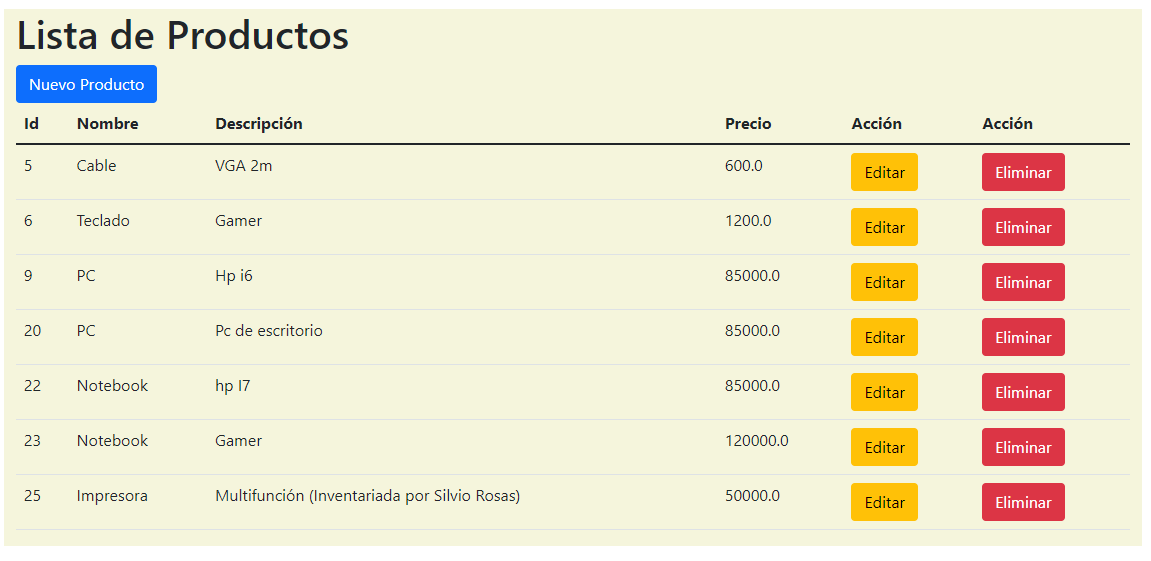 Lista de Productos
Nuevo Producto
Id Nombre Descripción Precio Acción Acción
5 Cable VGA 2m 600.0 Editar Eliminar
6 Teclado Gamer 1200.0 Editar Eliminar
9 PC Hp i6 85000.0 Editar Eliminar
20 PC Pc de escritorio 85000.0 Editar Eliminar
22 Notebook hp I7 85000.0 Editar Eliminar
23 Notebook Gamer 120000.0 Editar Eliminar
25 Impresora Multifunción (Inventariada por Silvio Rosas) 50000.0 Editar Eliminar